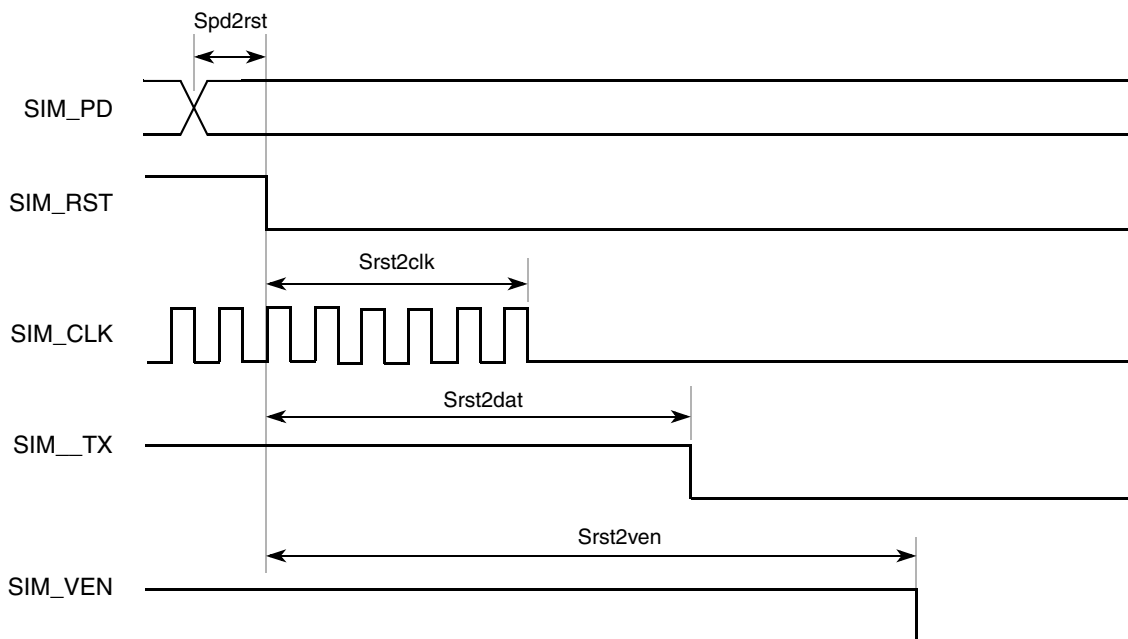 Spd2rst
SIM_PD
SIM_RST
Srst2clk
SIM_CLK
Srst2dat
SIM__TX
Srst2ven
SIM_VEN